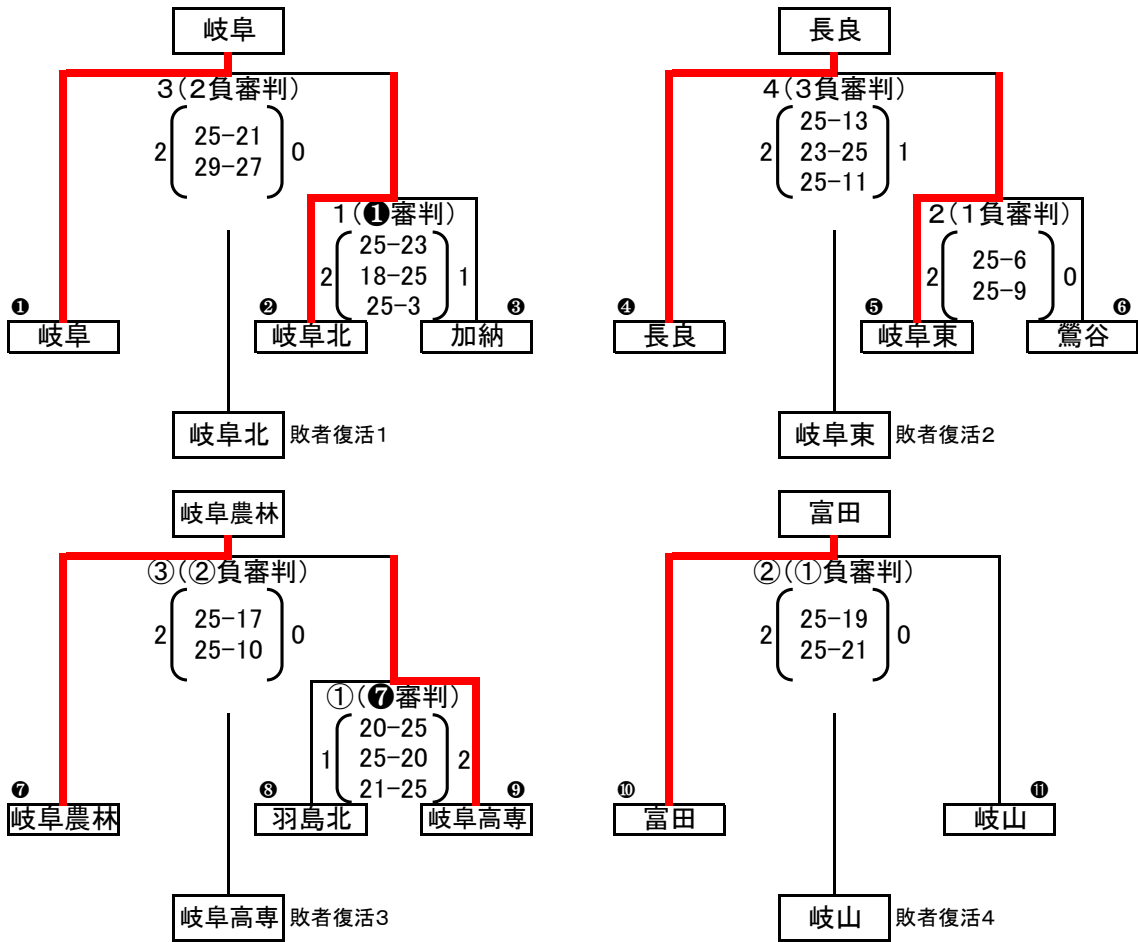 岐阜
3(2負審判)
2
25-21
29-27
0
1(❶審判)
2
25-23
18-25
25-3
1
❶
岐阜
❷
岐阜北
❸
加納
岐阜北
敗者復活1
長良
4(3負審判)
2
25-13
23-25
25-11
1
2(1負審判)
2
25-6
25-9
0
❹
長良
❺
岐阜東
❻
鶯谷
岐阜東
敗者復活2
岐阜農林
③(②負審判)
2
25-17
25-10
0
①(❼審判)
1
20-25
25-20
21-25
2
❼
岐阜農林
❽
羽島北
❾
岐阜高専
岐阜高専
敗者復活3
富田
②(①負審判)
2
25-19
25-21
0
❿
富田
⓫
岐山
岐山
敗者復活4